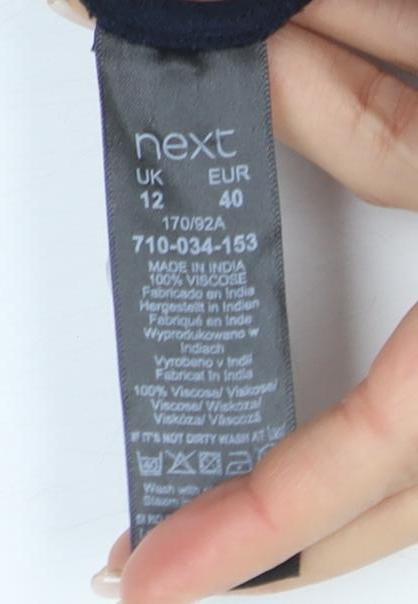 next
UK EUR
12 40
170/92A
710-034-153
MADE IN INDIA
100% VISCOSE
Fabricado en India
Hergestellt in Indien
Fabriqué en Inde
Wyprodukowano w
Indiach
Vyrobeno v Indii
Fabricat în India
100% Viscosa/ Viskose/
Viscose/ Wiskoza/
Viskóza/ Vâscoză
IF IT'S NOT DIRTY WASH AT
40
Wash with
Steam